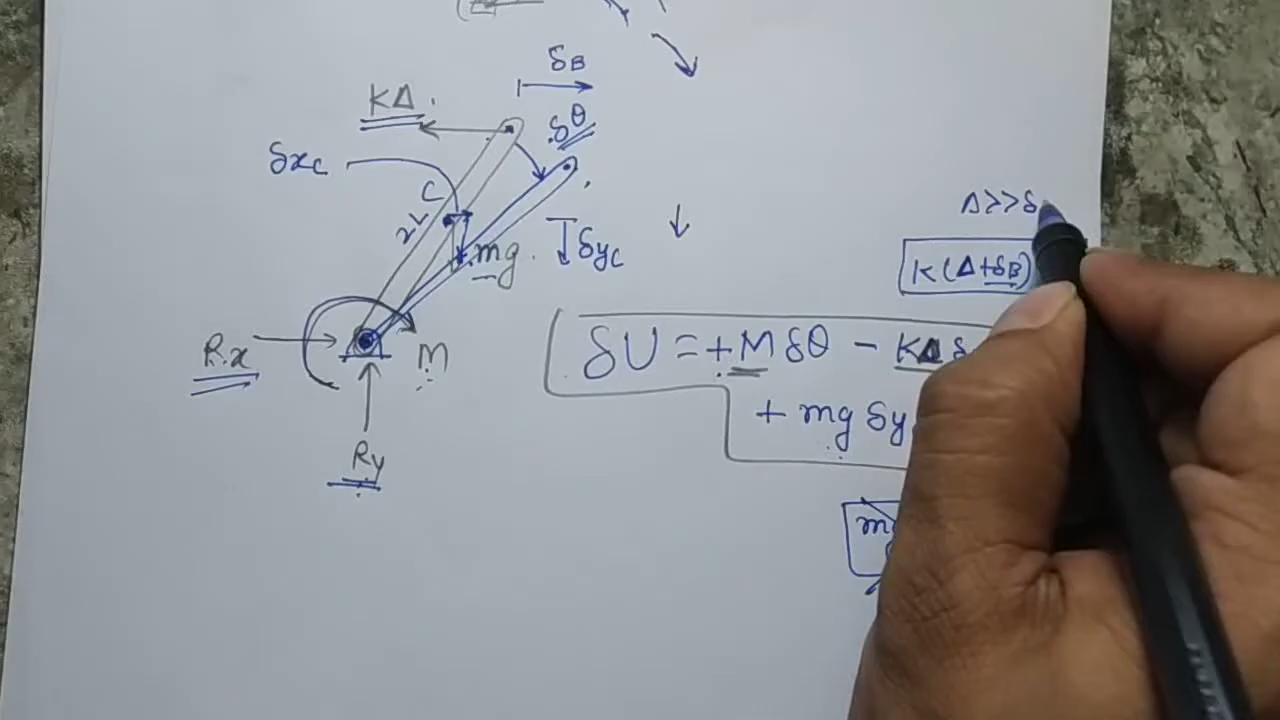 δB
KΔ.
δθ
δxc
C
mg.
δyc
Δ>>δ
K(Δ+δB)
Rx
M
δU = +Mδθ - KΔ
+ mg δy
Ry
m